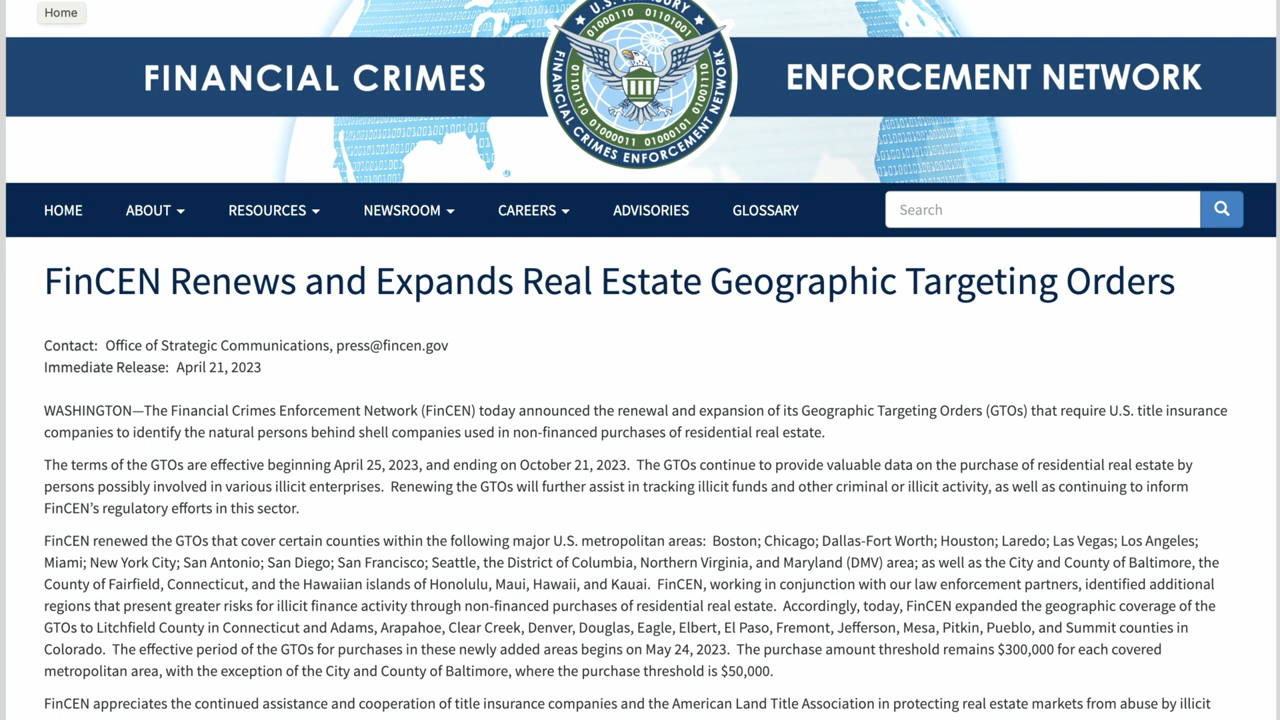 Home
FINANCIAL CRIMES
ENFORCEMENT NETWORK
U.S. TREASURY
01000110 01101001
01101110
01100110
01000011 01000101
FINANCIAL CRIMES ENFORCEMENT NETWORK
HOME ABOUT RESOURCES NEWSROOM CAREERS ADVISORIES GLOSSARY Search
FinCEN Renews and Expands Real Estate Geographic Targeting Orders
Contact: Office of Strategic Communications, press@fincen.gov
Immediate Release: April 21, 2023
WASHINGTON—The Financial Crimes Enforcement Network (FinCEN) today announced the renewal and expansion of its Geographic Targeting Orders (GTOs) that require U.S. title insurance
companies to identify the natural persons behind shell companies used in non-financed purchases of residential real estate.
The terms of the GTOs are effective beginning April 25, 2023, and ending on October 21, 2023. The GTOs continue to provide valuable data on the purchase of residential real estate by
persons possibly involved in various illicit enterprises. Renewing the GTOs will further assist in tracking illicit funds and other criminal or illicit activity, as well as continuing to inform
FinCEN's regulatory efforts in this sector.
FinCEN renewed the GTOs that cover certain counties within the following major U.S. metropolitan areas: Boston; Chicago; Dallas-Fort Worth; Houston; Laredo; Las Vegas; Los Angeles;
Miami; New York City; San Antonio; San Diego; San Francisco; Seattle, the District of Columbia, Northern Virginia, and Maryland (DMV) area; as well as the City and County of Baltimore, the
County of Fairfield, Connecticut, and the Hawaiian islands of Honolulu, Maui, Hawaii, and Kauai. FinCEN, working in conjunction with our law enforcement partners, identified additional
regions that present greater risks for illicit finance activity through non-financed purchases of residential real estate. Accordingly, today, FinCEN expanded the geographic coverage of the
GTOs to Litchfield County in Connecticut and Adams, Arapahoe, Clear Creek, Denver, Douglas, Eagle, Elbert, El Paso, Fremont, Jefferson, Mesa, Pitkin, Pueblo, and Summit counties in
Colorado. The effective period of the GTOs for purchases in these newly added areas begins on May 24, 2023. The purchase amount threshold remains $300,000 for each covered
metropolitan area, with the exception of the City and County of Baltimore, where the purchase threshold is $50,000.
FinCEN appreciates the continued assistance and cooperation of title insurance companies and the American Land Title Association in protecting real estate markets from abuse by illicit